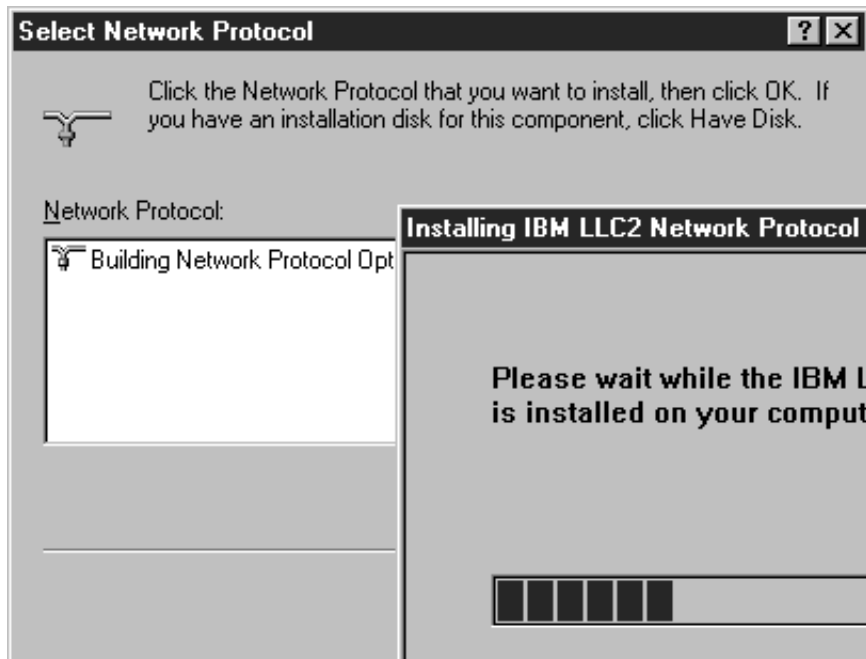 Select Network Protocol
Click the Network Protocol that you want to install, then click OK. If
you have an installation disk for this component, click Have Disk.
Network Protocol:
Building Network Protocol Opt
Installing IBM LLC2 Network Protocol
Please wait while the IBM L
is installed on your comput